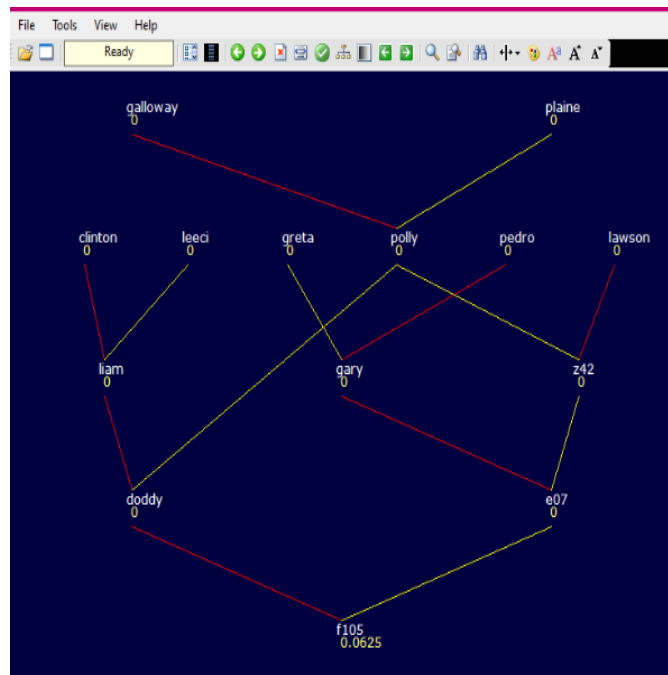 File Tools View Help
Ready
galloway plaine
0 0
clinton leeci greta polly pedro lawson
0 0 0 0 0 0
liam gary z42
0 0 0
doddy e07
0 0
f105
0.0625